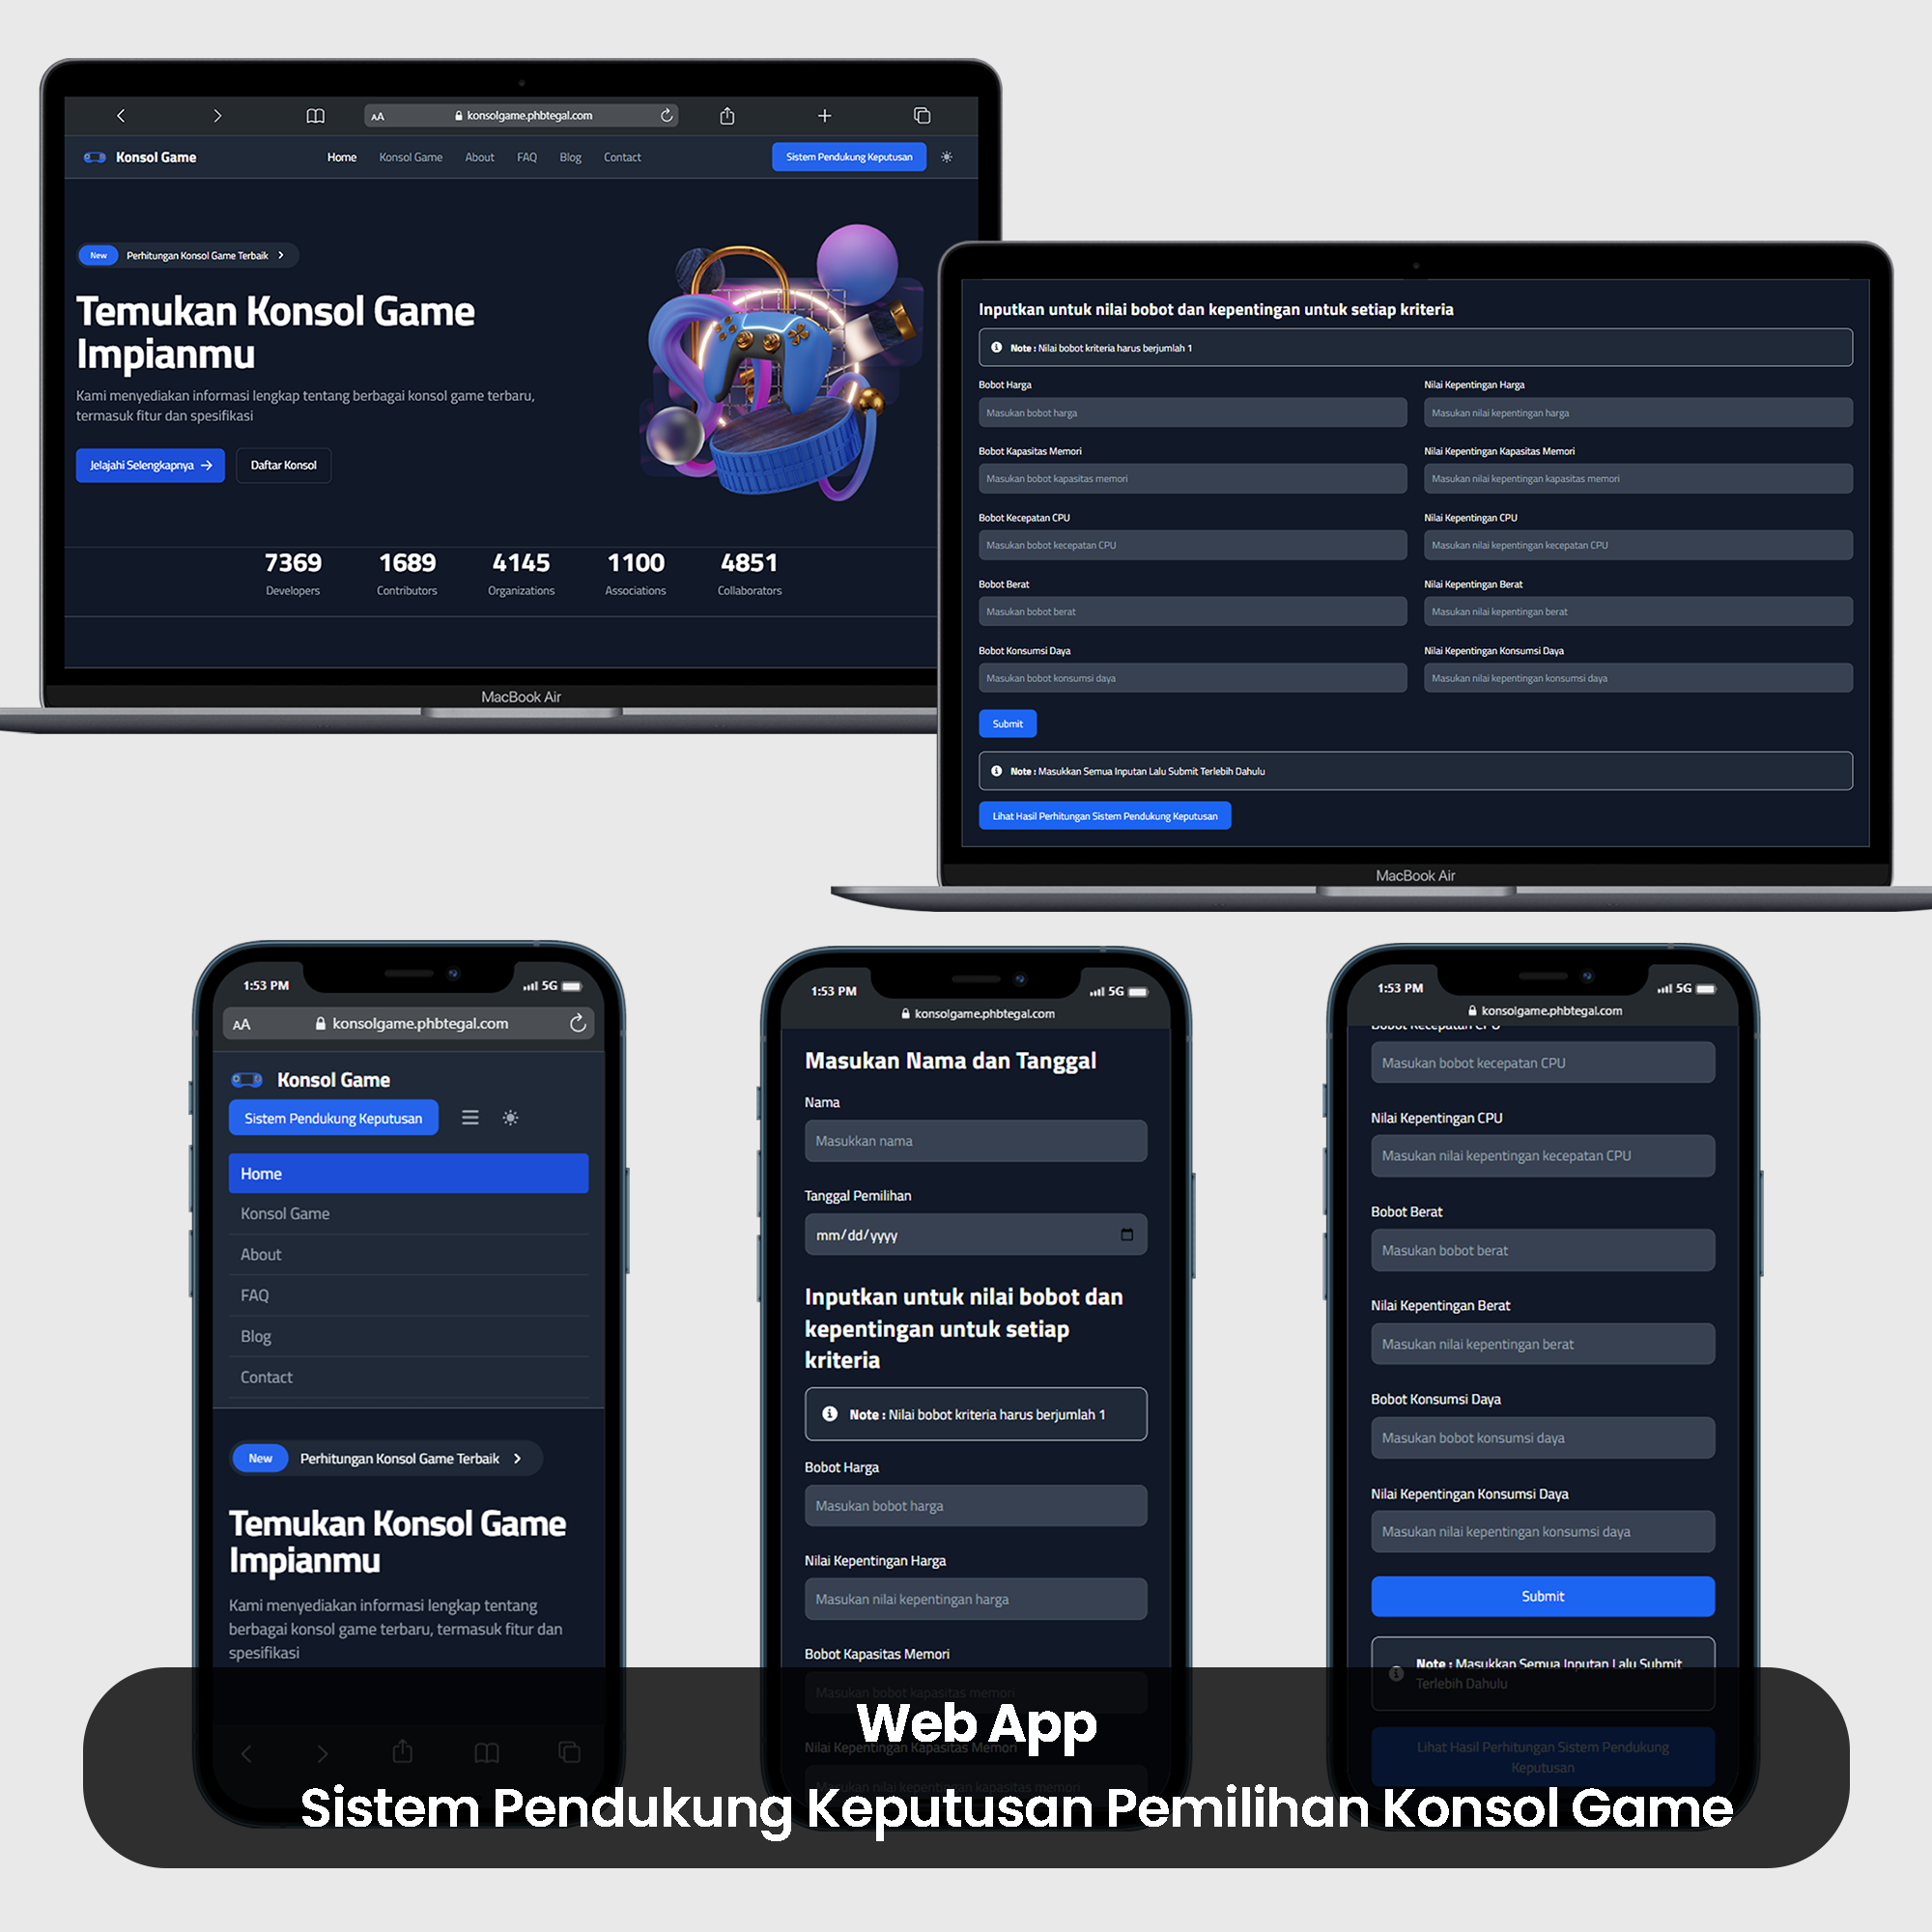 AA
konsolgame.phbtegal.com
Konsol Game
Home
Konsol Game
About
FAQ
Blog
Contact
Sistem Pendukung Keputusan
New
Perhitungan Konsol Game Terbaik
Temukan Konsol Game
Impianmu
Kami menyediakan informasi lengkap tentang berbagai konsol game terbaru,
termasuk fitur dan spesifikasi
Jelajahi Selengkapnya
Daftar Konsol
7369
1689
4145
1100
4851
Developers
Contributors
Organizations
Associations
Collaborators
MacBook Air
Inputkan untuk nilai bobot dan kepentingan untuk setiap kriteria
Note : Nilai bobot kriteria harus berjumlah 1
Bobot Harga
Nilai Kepentingan Harga
Masukan bobot harga
Masukan nilai kepentingan harga
Bobot Kapasitas Memori
Nilai Kepentingan Kapasitas Memori
Masukan bobot kapasitas memori
Masukan nilai kepentingan kapasitas memori
Bobot Kecepatan CPU
Nilai Kepentingan CPU
Masukan bobot kecepatan CPU
Masukan nilai kepentingan kecepatan CPU
Bobot Berat
Nilai Kepentingan Berat
Masukan bobot berat
Masukan nilai kepentingan berat
Bobot Konsumsi Daya
Nilai Kepentingan Konsumsi Daya
Masukan bobot konsumsi daya
Masukan nilai kepentingan konsumsi daya
Submit
Note : Masukkan Semua Inputan Lalu Submit Terlebih Dahulu
Lihat Hasil Perhitungan Sistem Pendukung Keputusan
MacBook Air
1:53 PM
5G
AA
konsolgame.phbtegal.com
Konsol Game
Sistem Pendukung Keputusan
Home
Konsol Game
About
FAQ
Blog
Contact
New
Perhitungan Konsol Game Terbaik
Temukan Konsol Game
Impianmu
Kami menyediakan informasi lengkap tentang
berbagai konsol game terbaru, termasuk fitur dan
spesifikasi
1:53 PM
5G
konsolgame.phbtegal.com
Masukan Nama dan Tanggal
Nama
Masukkan nama
Tanggal Pemilihan
mm/dd/yyyy
Inputkan untuk nilai bobot dan
kepentingan untuk setiap
kriteria
Note : Nilai bobot kriteria harus berjumlah 1
Bobot Harga
Masukan bobot harga
Nilai Kepentingan Harga
Masukan nilai kepentingan harga
Bobot Kapasitas Memori
Masukan bobot kapasitas memori
Nilai Kepentingan Kapasitas Memori
Masukan nilai kepentingan kapasitas memori
1:53 PM
5G
konsolgame.phbtegal.com
Bobot Kecepatan CPU
Masukan bobot kecepatan CPU
Nilai Kepentingan CPU
Masukan nilai kepentingan kecepatan CPU
Bobot Berat
Masukan bobot berat
Nilai Kepentingan Berat
Masukan nilai kepentingan berat
Bobot Konsumsi Daya
Masukan bobot konsumsi daya
Nilai Kepentingan Konsumsi Daya
Masukan nilai kepentingan konsumsi daya
Submit
Note : Masukkan Semua Inputan Lalu Submit
Terlebih Dahulu
Lihat Hasil Perhitungan Sistem Pendukung
Keputusan
Web App
Sistem Pendukung Keputusan Pemilihan Konsol Game